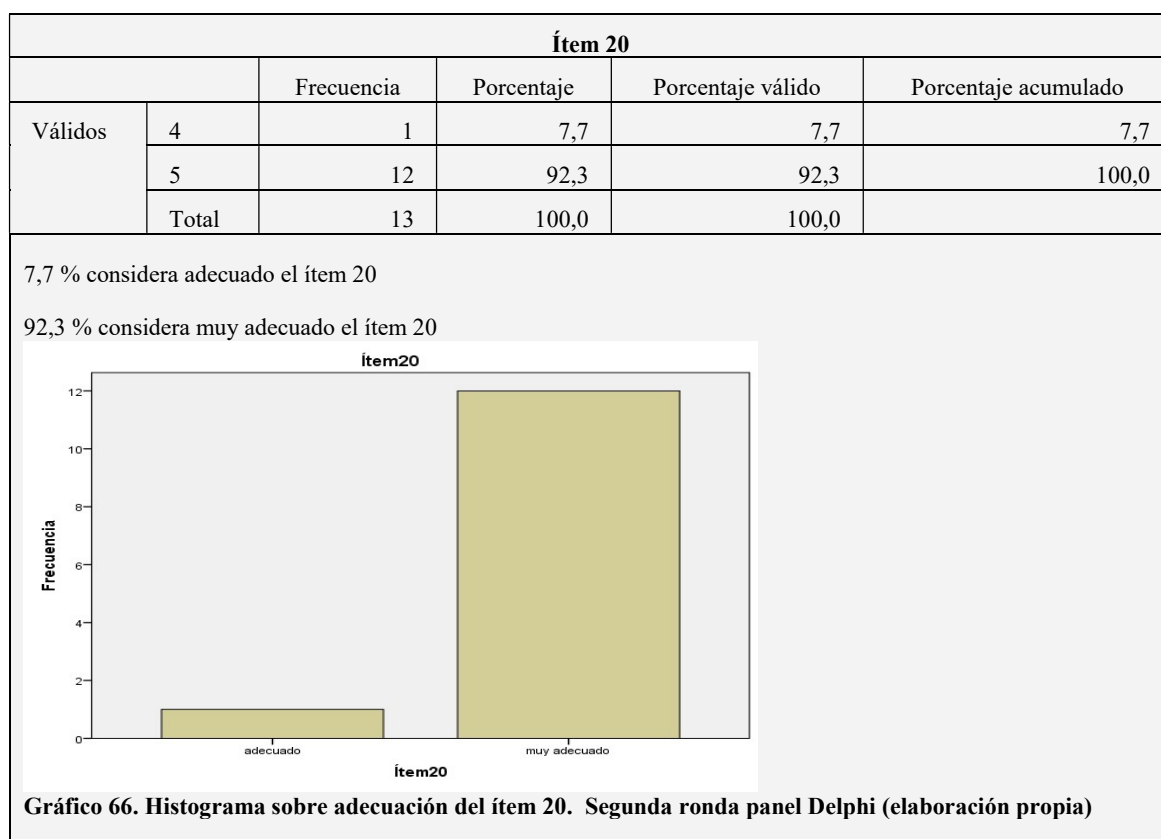 Ítem 20
Frecuencia Porcentaje Porcentaje válido Porcentaje acumulado
Válidos 4 1 7,7 7,7 7,7
5 12 92,3 92,3 100,0
Total 13 100,0 100,0
7,7 % considera adecuado el ítem 20
92,3 % considera muy adecuado el ítem 20
Ítem20
12
10
8
6
4
2
0
Frecuencia
adecuado muy adecuado
Ítem20
Gráfico 66. Histograma sobre adecuación del ítem 20. Segunda ronda panel Delphi (elaboración propia)